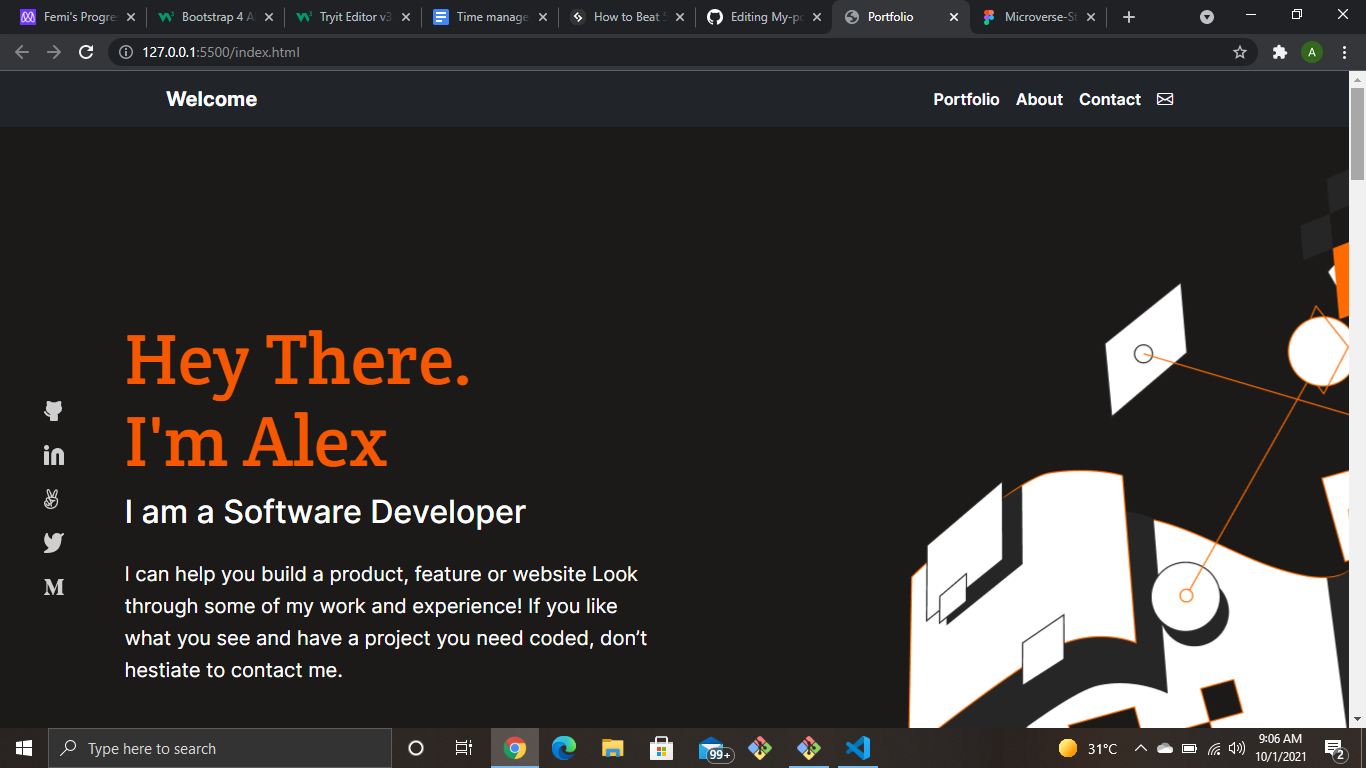 Femi's Progre
Bootstrap 4 A
Tryit Editor v3
Time manage
How to Beat S
Editing My-po
Portfolio
Microverse-St
127.0.0.1:5500/index.html
A
Welcome
Portfolio About Contact
Hey There.
I'm Alex
I am a Software Developer
I can help you build a product, feature or website Look
through some of my work and experience! If you like
what you see and have a project you need coded, don’t
hestiate to contact me.
Type here to search
99+
31°C
9:06 AM
10/1/2021
2